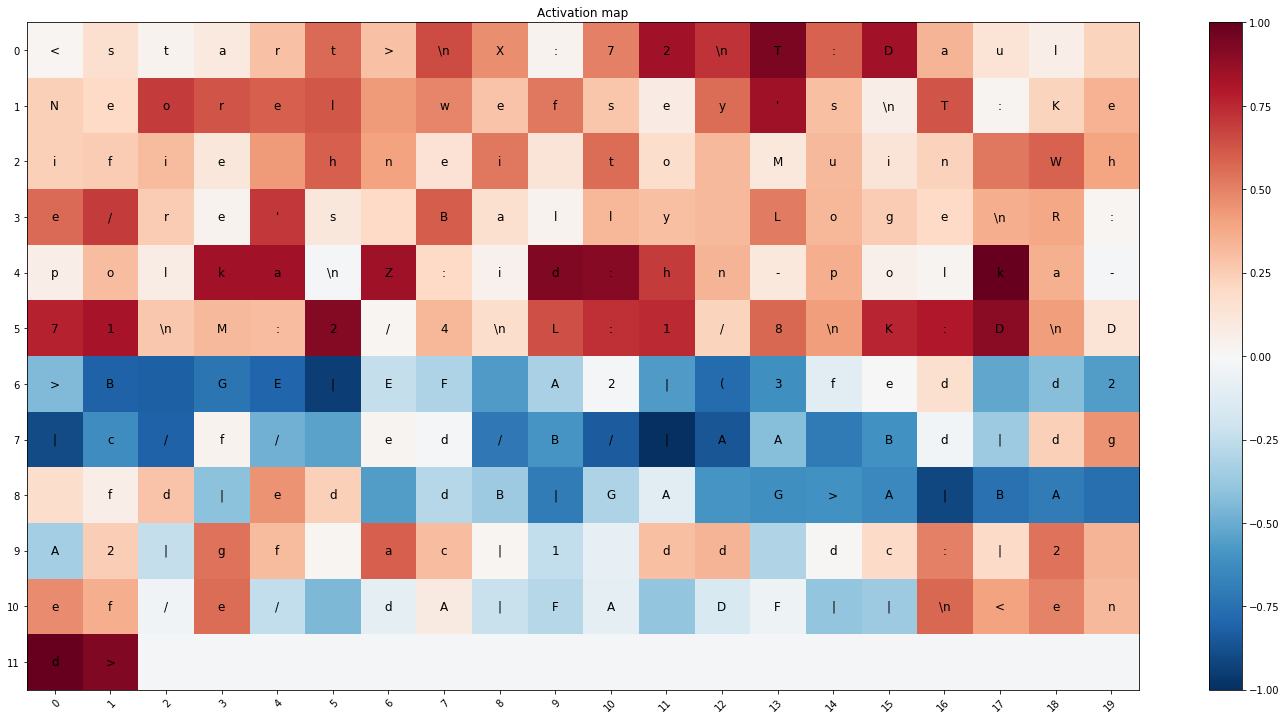 Activation map
0 < s t a r t > \n X : 7 2 \n T : D a u l
1 N e o r e l w e f s e y ' s \n T : K e
2 i f i e h n e i t o M u i n W h
3 e / r e ' s B a l l y L o g e \n R :
4 p o l k a \n Z : i d : h n - p o l k a -
5 7 1 \n M : 2 / 4 \n L : 1 / 8 \n K : D \n D
6 > B G E | E F A 2 | ( 3 f e d d 2
7 | c / f / e d / B / | A A B d | d g
8 f d | e d d B | G A G > A | B A
9 A 2 | g f a c | 1 d d d c : | 2
10 e f / e / d A | F A D F | | \n < e n
11 d >
0 1 2 3 4 5 6 7 8 9 10 11 12 13 14 15 16 17 18 19
1.00
0.75
0.50
0.25
0.00
−0.25
−0.50
−0.75
−1.00